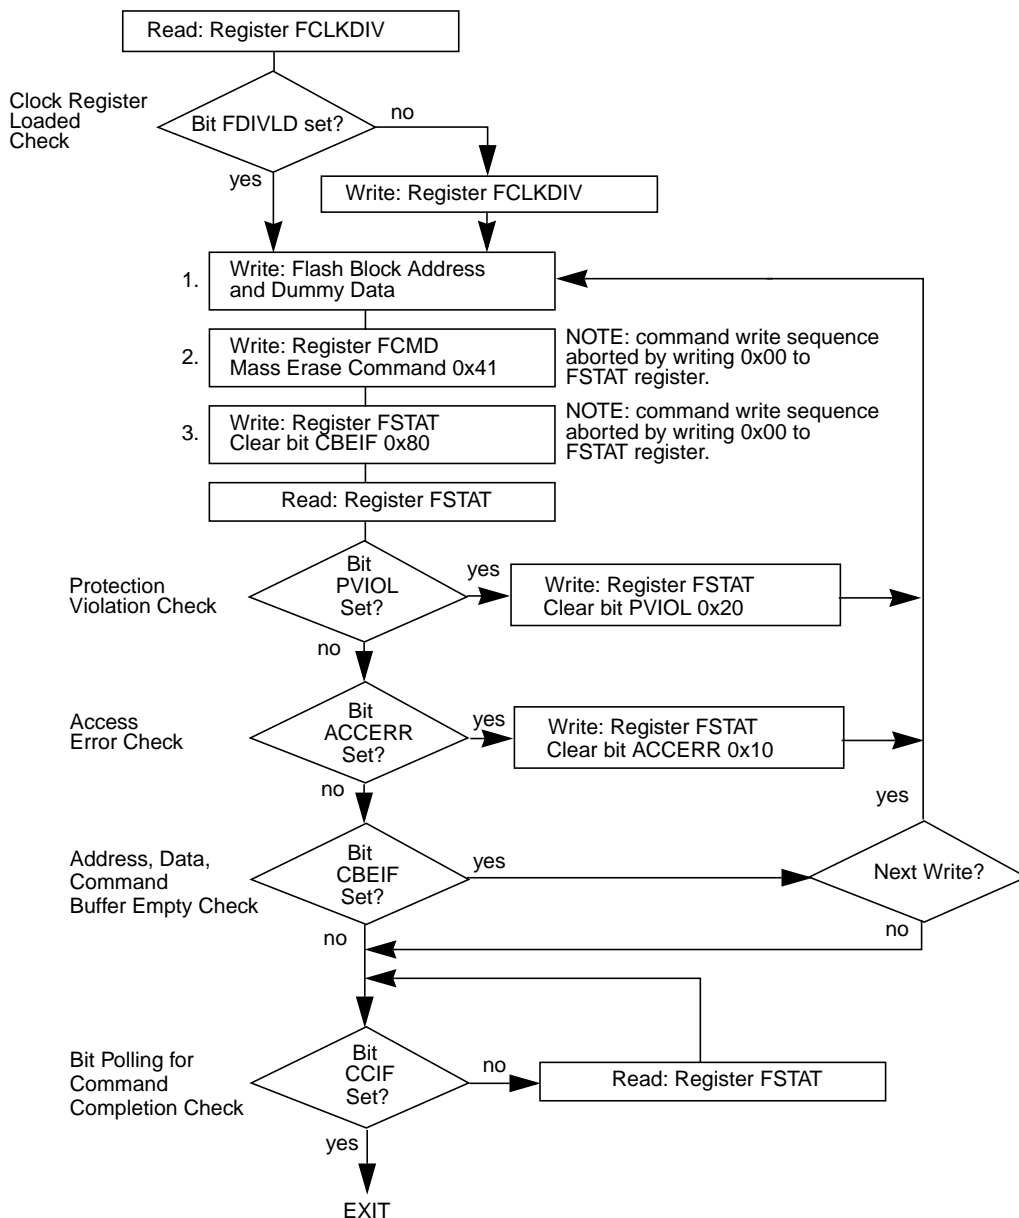 Read: Register FCLKDIV
Clock Register
Loaded
Check
Bit FDIVLD set?
no
yes
Write: Register FCLKDIV
1.
Write: Flash Block Address
and Dummy Data
2.
Write: Register FCMD
Mass Erase Command 0x41
NOTE: command write sequence
aborted by writing 0x00 to
FSTAT register.
3.
Write: Register FSTAT
Clear bit CBEIF 0x80
NOTE: command write sequence
aborted by writing 0x00 to
FSTAT register.
Read: Register FSTAT
Protection
Violation Check
Bit
PVIOL
Set?
yes
Write: Register FSTAT
Clear bit PVIOL 0x20
no
Access
Error Check
Bit
ACCERR
Set?
yes
Write: Register FSTAT
Clear bit ACCERR 0x10
no
yes
Address, Data,
Command
Buffer Empty Check
Bit
CBEIF
Set?
yes
Next Write?
no
no
Bit Polling for
Command
Completion Check
Bit
CCIF
Set?
no
Read: Register FSTAT
yes
EXIT